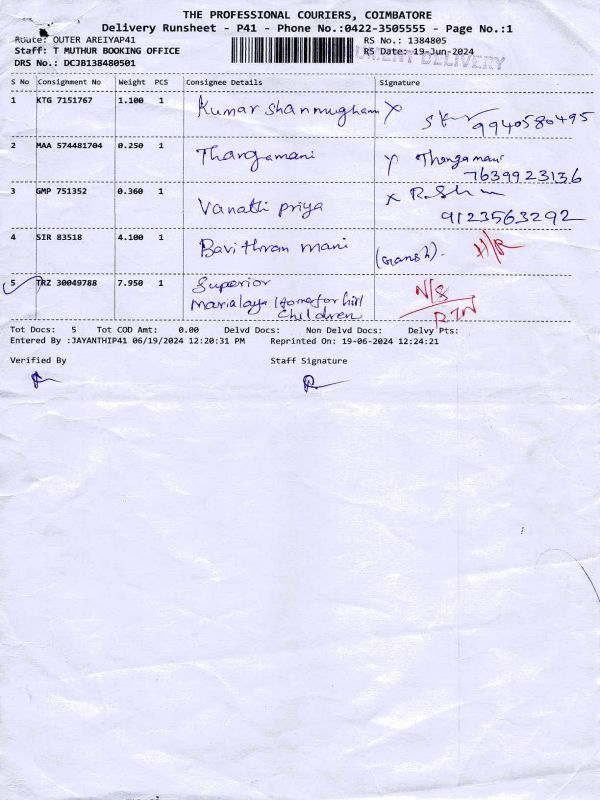 THE PROFESSIONAL COURIERS, COIMBATORE
Delivery Runsheet - P41 - Phone No.:0422-3505555 - Page No.:1
Route: OUTER AREIYAP41 RS No.: 1384805
Staff: T MUTHUR BOOKING OFFICE RS Date: 19-Jun-2024
DELIVERY
DRS No.: DCJB138480501
S No Consignment No Weight PCS Consignee Details Signature
1 KTG 7151767 1.100 1 Kumar Shanmugham X
9940580495
2 MAA 574481704 0.250 1 Thangamani Thangamani
7639923136
3 GMP 751352 0.360 1 Vanathi priya X
9123563292
4 SIR 83518 4.100 1 Bavithran mani
5 TRZ 30049788 7.950 1 Superior N/S
Marialaya Home for Children RTN
Tot Docs: 5 Tot COD Amt: 0.00 Delvd Docs: Non Delvd Docs: Delvy Pts:
Entered By :JAYANTHIP41 06/19/2024 12:20:31 PM Reprinted On: 19-06-2024 12:24:21
Verified By Staff Signature